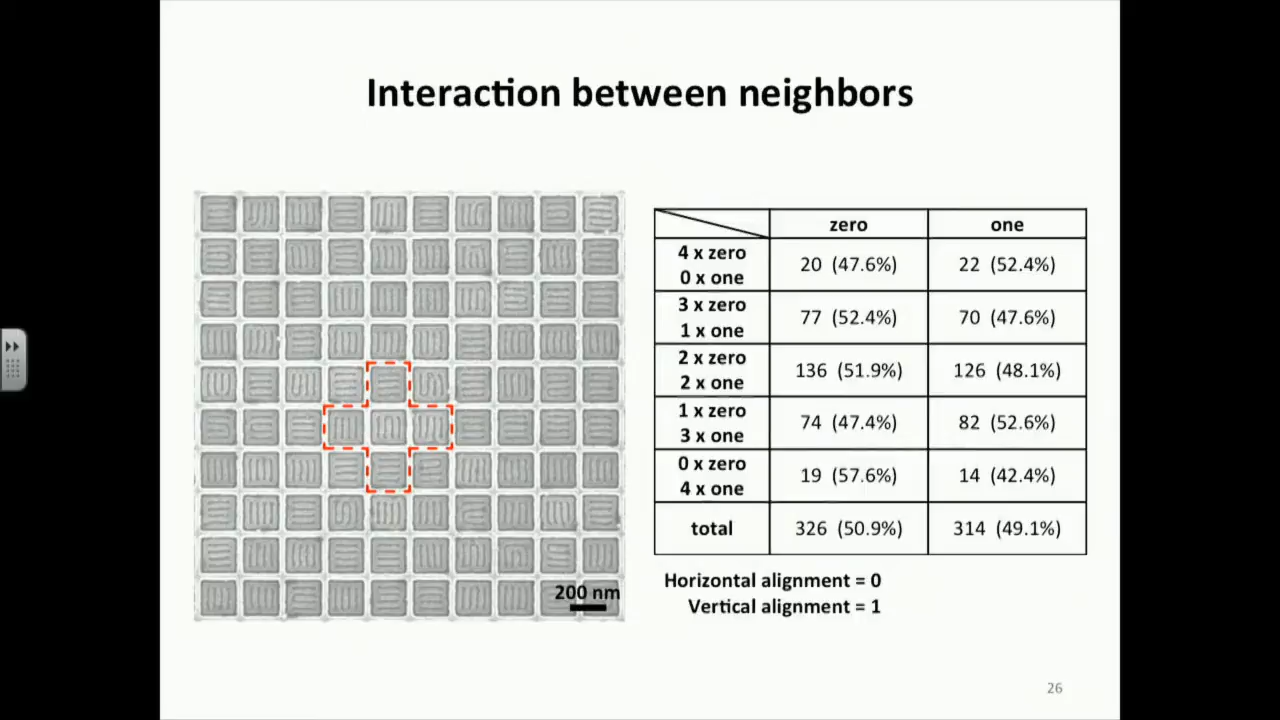 Interaction between neighbors
zero one
4 x zero
0 x one
20 (47.6%) 22 (52.4%)
3 x zero
1 x one
77 (52.4%) 70 (47.6%)
2 x zero
2 x one
136 (51.9%) 126 (48.1%)
1 x zero
3 x one
74 (47.4%) 82 (52.6%)
0 x zero
4 x one
19 (57.6%) 14 (42.4%)
total 326 (50.9%) 314 (49.1%)
200 nm
Horizontal alignment = 0
Vertical alignment = 1
26